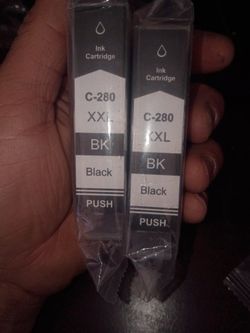 Ink
Cartridge
C-280
XXL
BK
Black
PUSH
Ink
Cartridge
C-280
XXL
BK
Black
PUSH